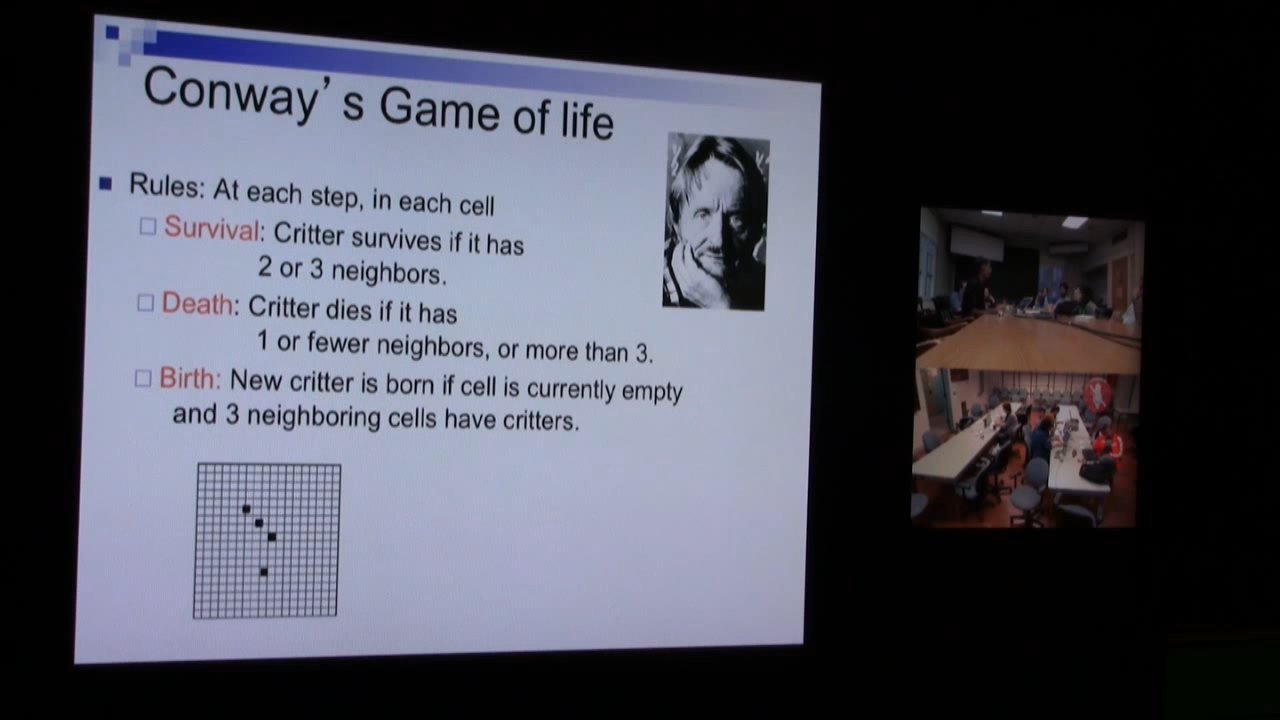 Conway’s Game of life
Rules: At each step, in each cell
Survival: Critter survives if it has
2 or 3 neighbors.
Death: Critter dies if it has
1 or fewer neighbors, or more than 3.
Birth: New critter is born if cell is currently empty
and 3 neighboring cells have critters.